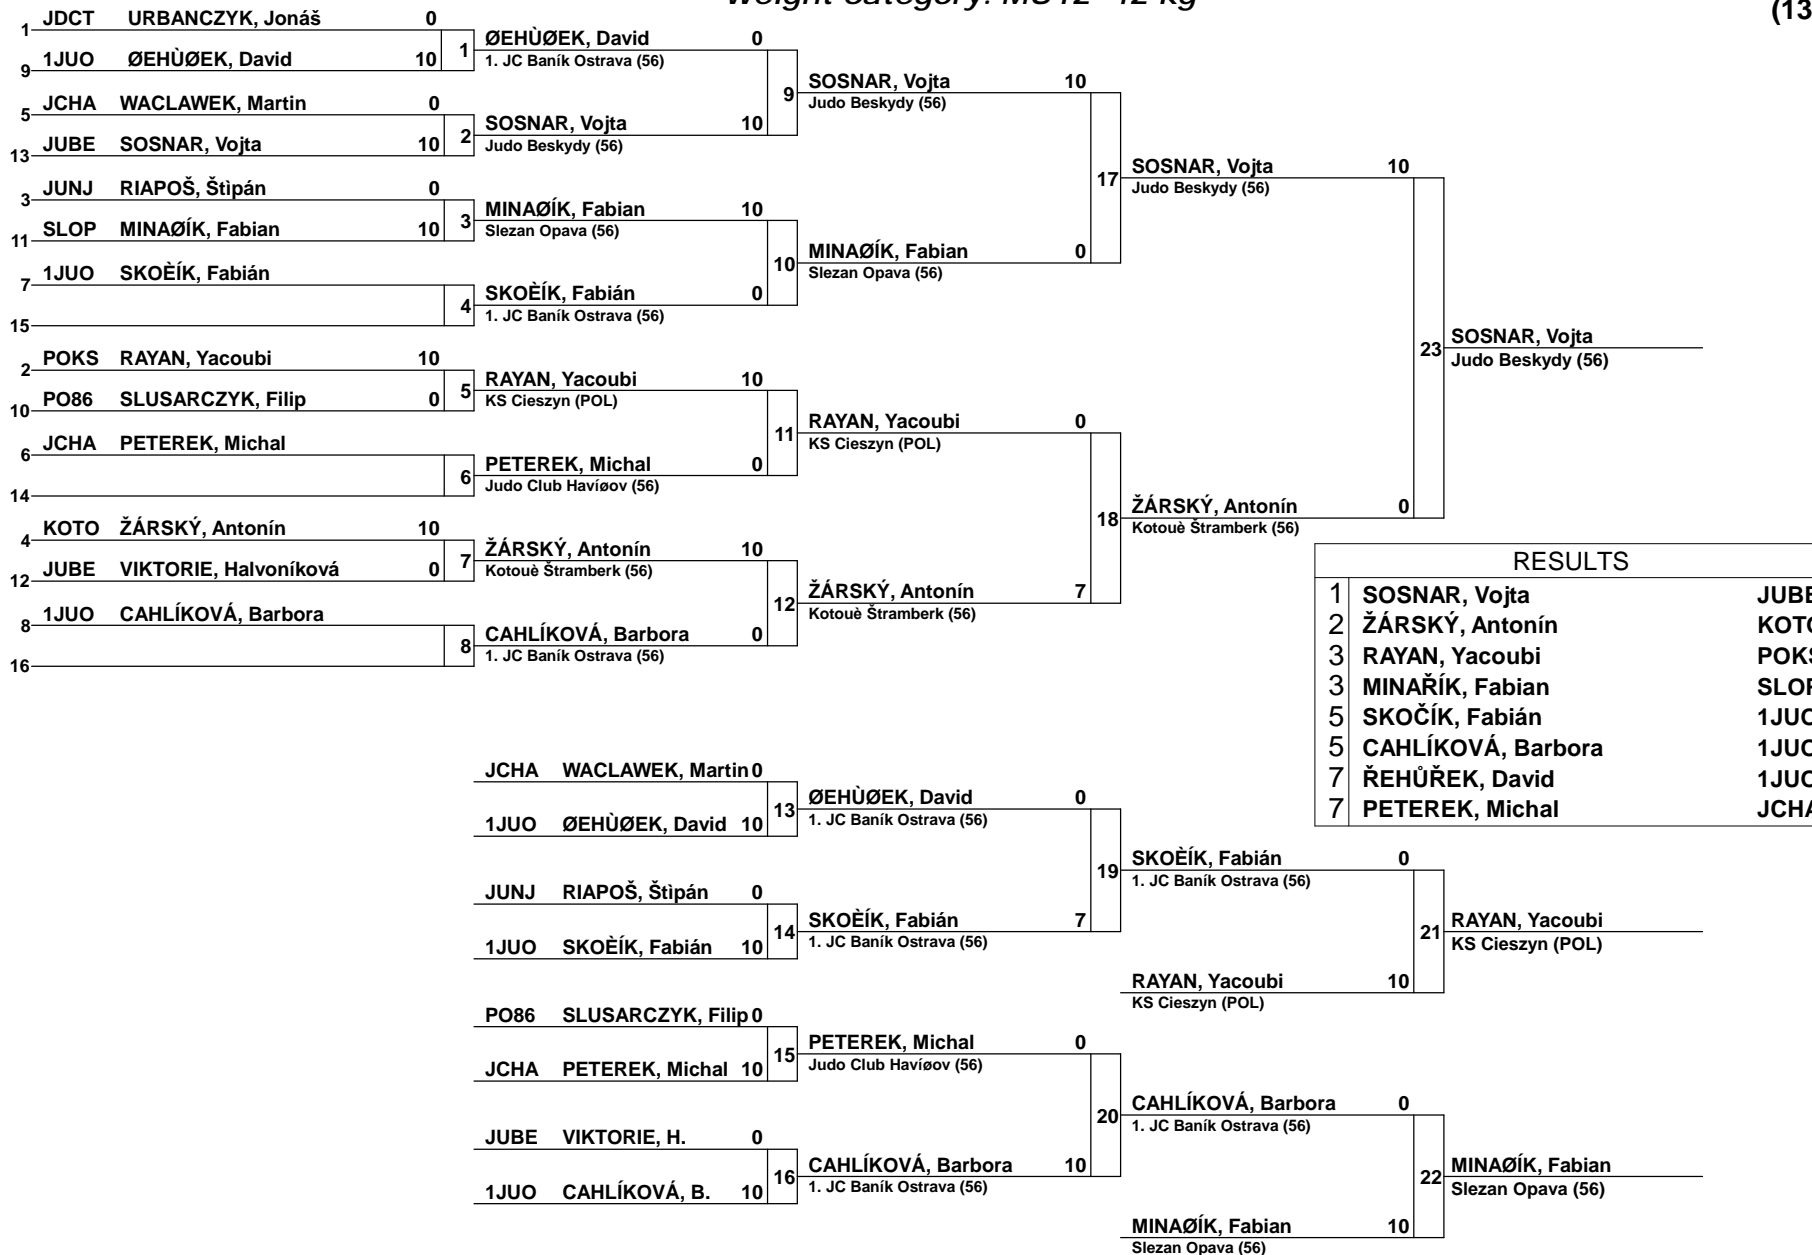 Weight category: MU12 -42 kg
(13
1 JDCT URBANCZYK, Jonáš 0
9 1JUO ØEHÙØEK, David 10
1
5 JCHA WACLAWEK, Martin 0
13 JUBE SOSNAR, Vojta 10
2
3 JUNJ RIAPOŠ, Štìpán 0
11 SLOP MINAØÍK, Fabian 10
3
7 1JUO SKOÈÍK, Fabián
15
4
2 POKS RAYAN, Yacoubi 10
10 PO86 SLUSARCZYK, Filip 0
5
6 JCHA PETEREK, Michal
14
6
4 KOTO ŽÁRSKÝ, Antonín 10
12 JUBE VIKTORIE, Halvoníková 0
7
8 1JUO CAHLÍKOVÁ, Barbora
16
8
ØEHÙØEK, David 0
1. JC Baník Ostrava (56)
9
SOSNAR, Vojta 10
Judo Beskydy (56)
MINAØÍK, Fabian 10
Slezan Opava (56)
10
SKOÈÍK, Fabián 0
1. JC Baník Ostrava (56)
RAYAN, Yacoubi 10
KS Cieszyn (POL)
11
PETEREK, Michal 0
Judo Club Havíøov (56)
ŽÁRSKÝ, Antonín 10
Kotouè Štramberk (56)
12
CAHLÍKOVÁ, Barbora 0
1. JC Baník Ostrava (56)
SOSNAR, Vojta 10
Judo Beskydy (56)
17
MINAØÍK, Fabian 0
Slezan Opava (56)
RAYAN, Yacoubi 0
KS Cieszyn (POL)
18
ŽÁRSKÝ, Antonín 7
Kotouè Štramberk (56)
SOSNAR, Vojta 10
Judo Beskydy (56)
23
ŽÁRSKÝ, Antonín 0
Kotouè Štramberk (56)
SOSNAR, Vojta
Judo Beskydy (56)
RESULTS
1 SOSNAR, Vojta JUBE
2 ŽÁRSKÝ, Antonín KOTO
3 RAYAN, Yacoubi POKS
3 MINAŘÍK, Fabian SLOP
5 SKOČÍK, Fabián 1JUO
5 CAHLÍKOVÁ, Barbora 1JUO
7 ŘEHŮŘEK, David 1JUO
7 PETEREK, Michal JCHA
JCHA WACLAWEK, Martin 0
1JUO ØEHÙØEK, David 10
13
JUNJ RIAPOŠ, Štìpán 0
1JUO SKOÈÍK, Fabián 10
14
PO86 SLUSARCZYK, Filip 0
JCHA PETEREK, Michal 10
15
JUBE VIKTORIE, H. 0
1JUO CAHLÍKOVÁ, B. 10
16
ØEHÙØEK, David 0
1. JC Baník Ostrava (56)
19
SKOÈÍK, Fabián 7
1. JC Baník Ostrava (56)
PETEREK, Michal 0
Judo Club Havíøov (56)
20
CAHLÍKOVÁ, Barbora 10
1. JC Baník Ostrava (56)
SKOÈÍK, Fabián 0
1. JC Baník Ostrava (56)
21
RAYAN, Yacoubi 10
KS Cieszyn (POL)
CAHLÍKOVÁ, Barbora 0
1. JC Baník Ostrava (56)
22
MINAØÍK, Fabian 10
Slezan Opava (56)
RAYAN, Yacoubi
KS Cieszyn (POL)
MINAØÍK, Fabian
Slezan Opava (56)